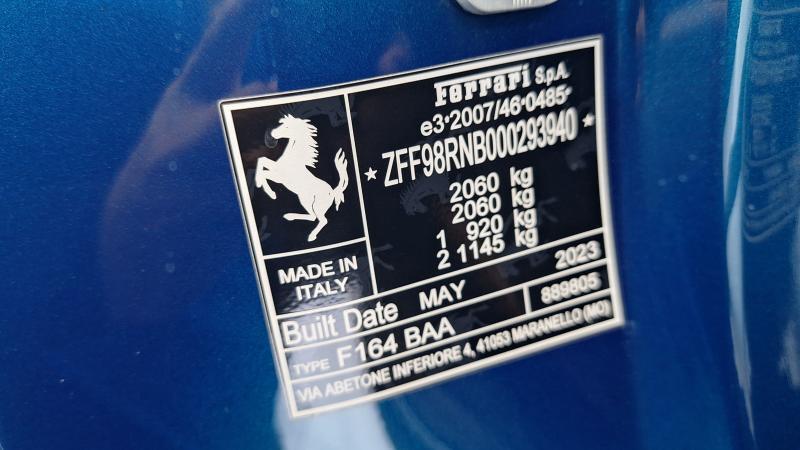 Ferrari S.p.A.
e3*2007/46*0485*
* ZFF98RNB000293940 *
2060 kg
2060 kg
1 920 kg
2 1145 kg
MADE IN
ITALY
Built Date MAY 2023
TYPE F164 BAA 889805
VIA ABETONE INFERIORE 4, 41053 MARANELLO (MO)